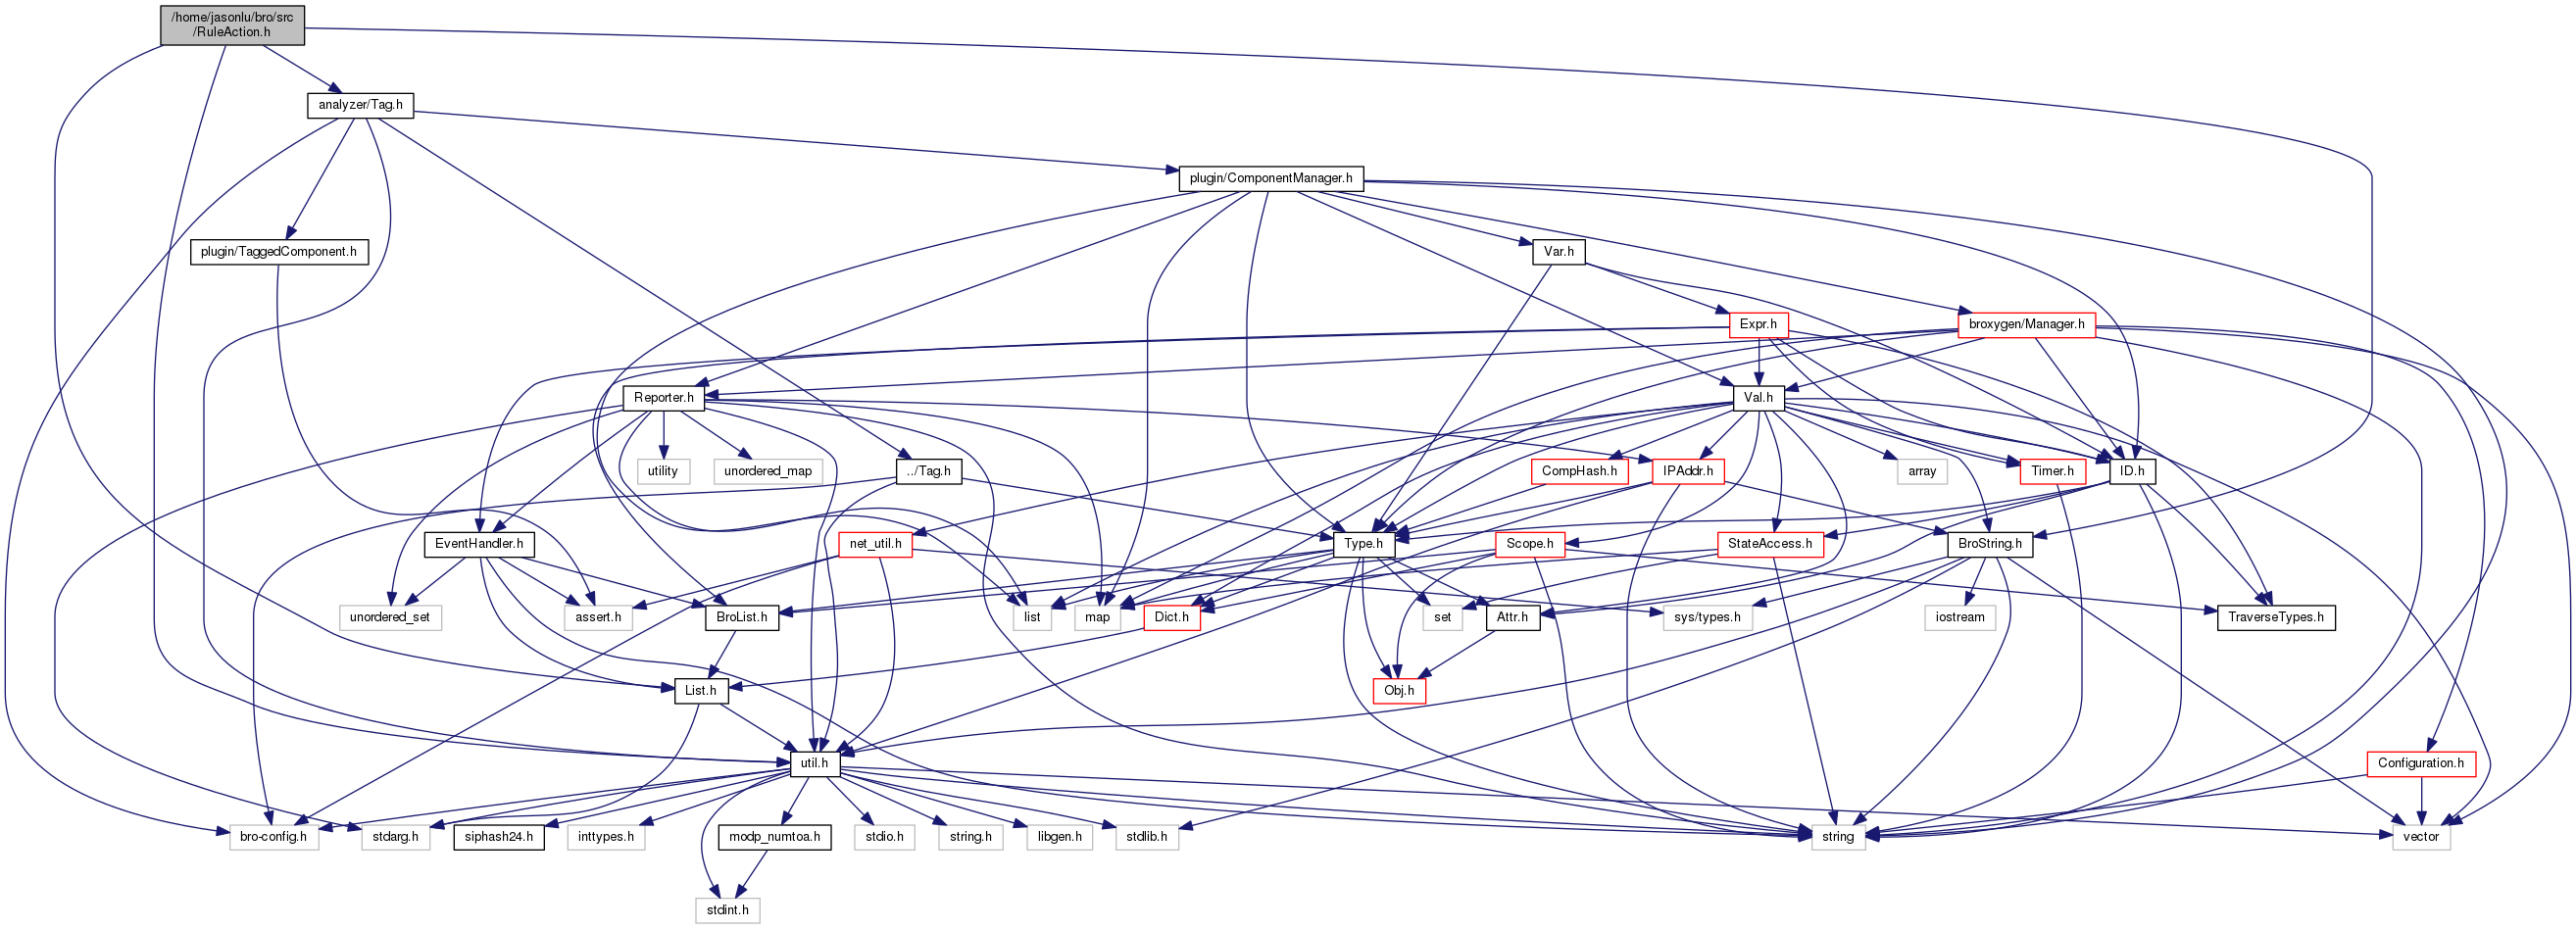 /home/jasonlu/bro/src
/RuleAction.h
analyzer/Tag.h
plugin/ComponentManager.h
plugin/TaggedComponent.h
Var.h
Expr.h
broxygen/Manager.h
Reporter.h
Val.h
utility
unordered_map
../Tag.h
CompHash.h
IPAddr.h
array
Timer.h
ID.h
EventHandler.h
net_util.h
Type.h
Scope.h
StateAccess.h
BroString.h
unordered_set
assert.h
BroList.h
list
map
Dict.h
set
Attr.h
sys/types.h
iostream
TraverseTypes.h
List.h
Obj.h
util.h
Configuration.h
bro-config.h
stdarg.h
siphash24.h
inttypes.h
modp_numtoa.h
stdio.h
string.h
libgen.h
stdlib.h
string
vector
stdint.h